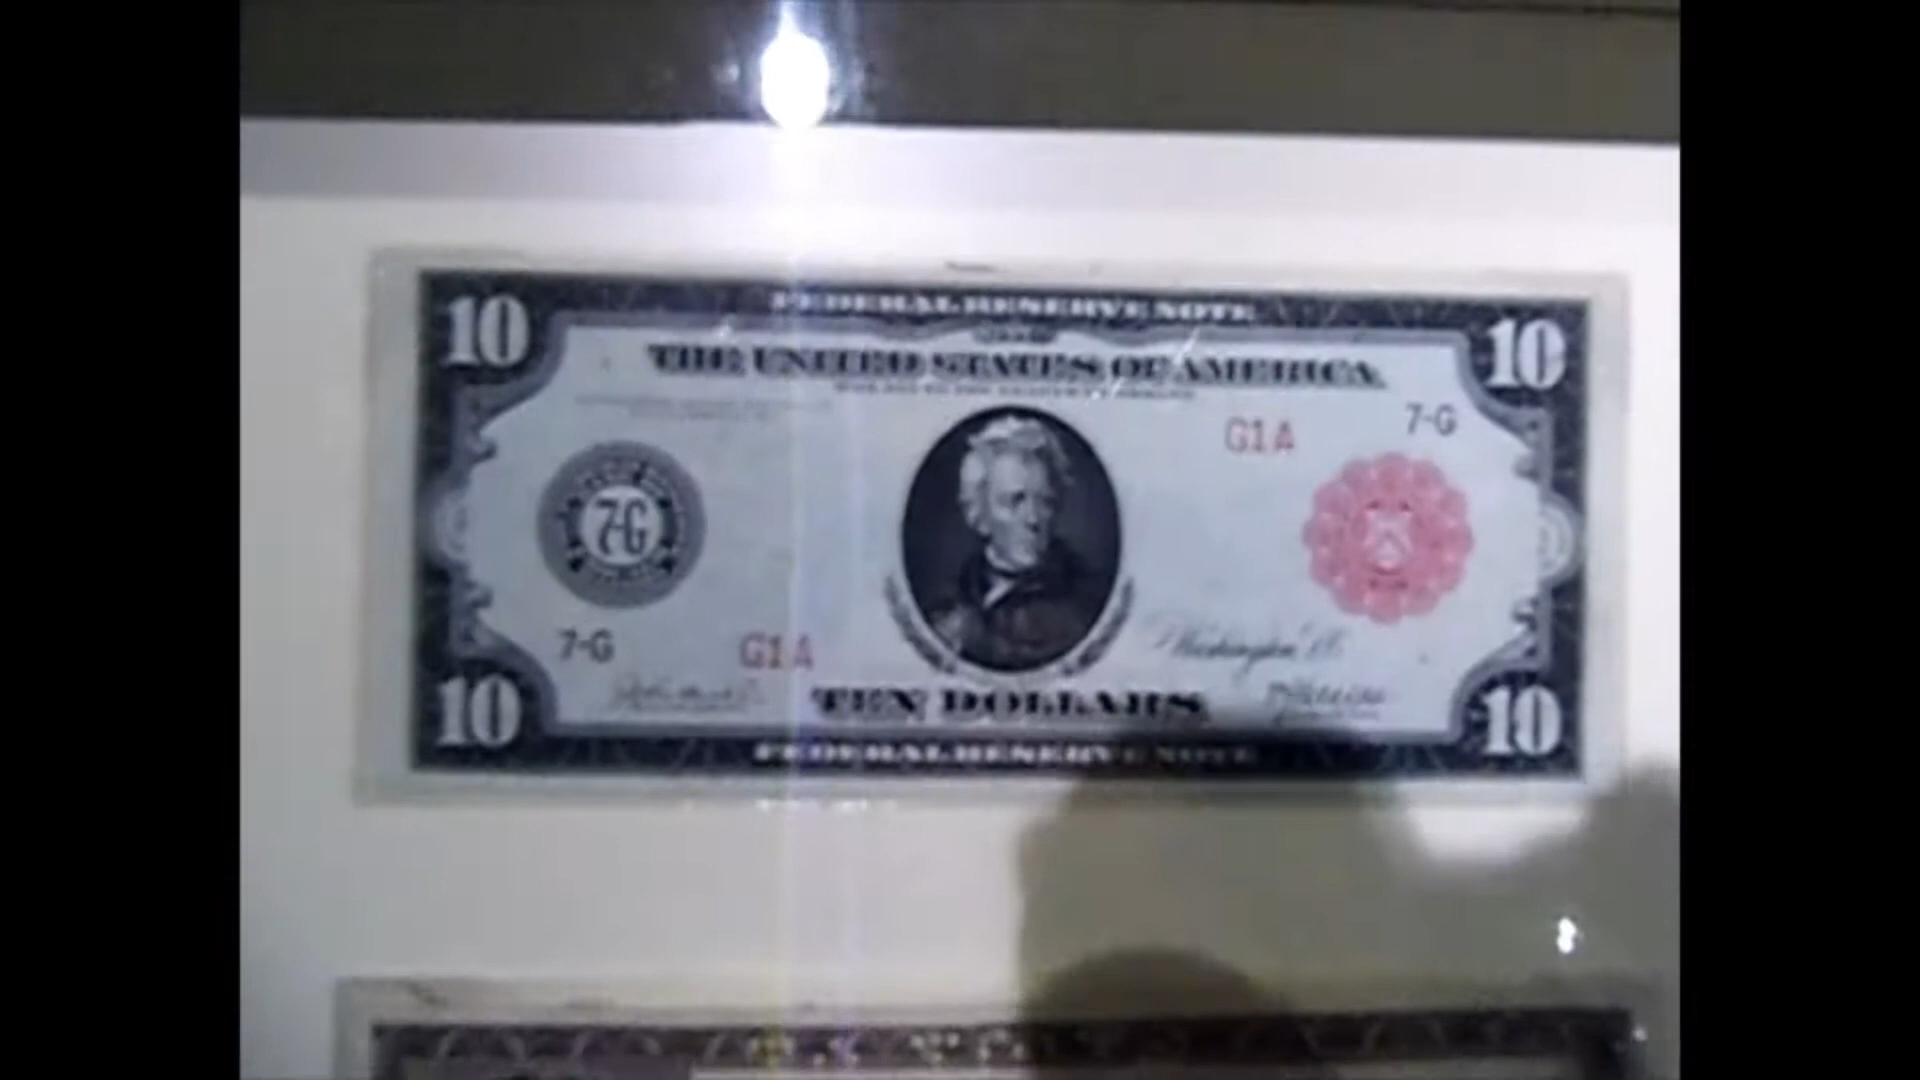 FEDERAL RESERVE NOTE
10 10
THE UNITED STATES OF AMERICA
G1A 7-G
7-G
7-G G1A
Washington, D.C.
10 TEN DOLLARS 10
FEDERAL RESERVE NOTE